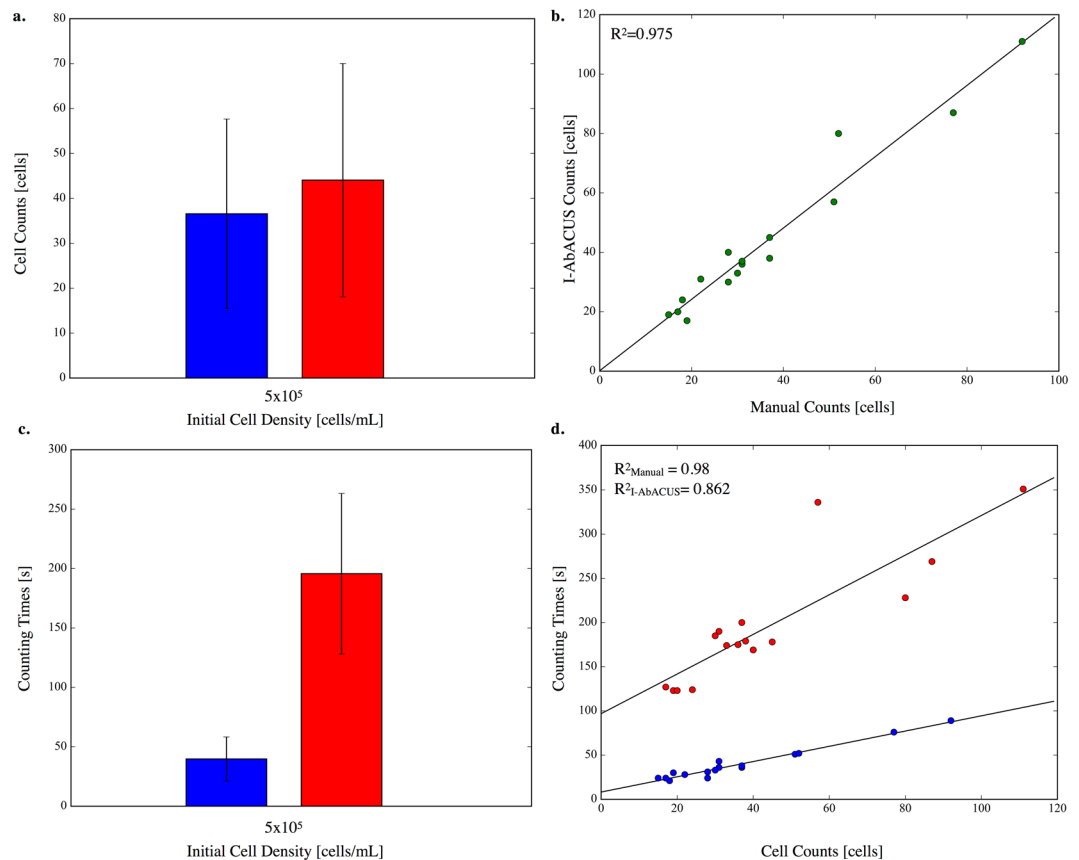 a.
80
70
60
50
40
30
20
10
0
Cell Counts [cells]
5x10⁵
Initial Cell Density [cells/mL]
b.
R²=0.975
120
100
80
60
40
20
0
I-AbACUS Counts [cells]
0 20 40 60 80 100
Manual Counts [cells]
c.
300
250
200
150
100
50
0
Counting Times [s]
5x10⁵
Initial Cell Density [cells/mL]
d.
R²Manual = 0.98
R²I-AbACUS= 0.862
400
350
300
250
200
150
100
50
0
Counting Times [s]
0 20 40 60 80 100 120
Cell Counts [cells]